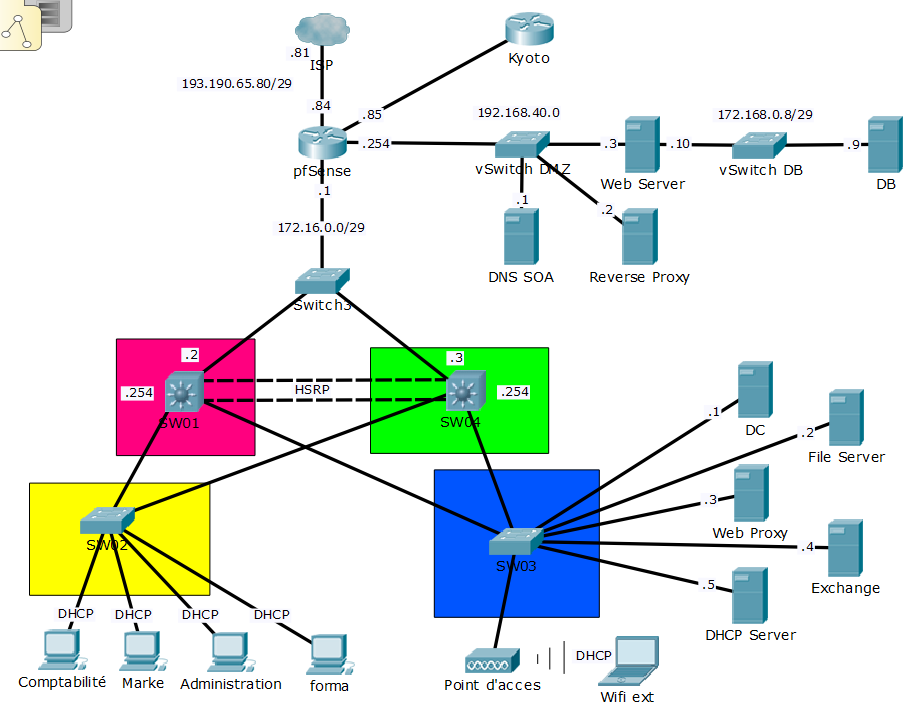 .81
ISP
Kyoto
193.190.65.80/29
.84
.85
192.168.40.0
172.168.0.8/29
.254
.3
.10
.9
pfSense
vSwitch DMZ
Web Server
vSwitch DB
DB
.1
.1
.2
172.16.0.0/29
DNS SOA
Reverse Proxy
Switch3
.2
.3
.254
HSRP
.254
SW01
SW04
.1
DC
.2
File Server
.3
Web Proxy
SW02
.4
SW03
Exchange
.5
DHCP
DHCP
DHCP
DHCP
DHCP Server
DHCP
Comptabilité
Marke
Administration
forma
Point d'acces
Wifi ext